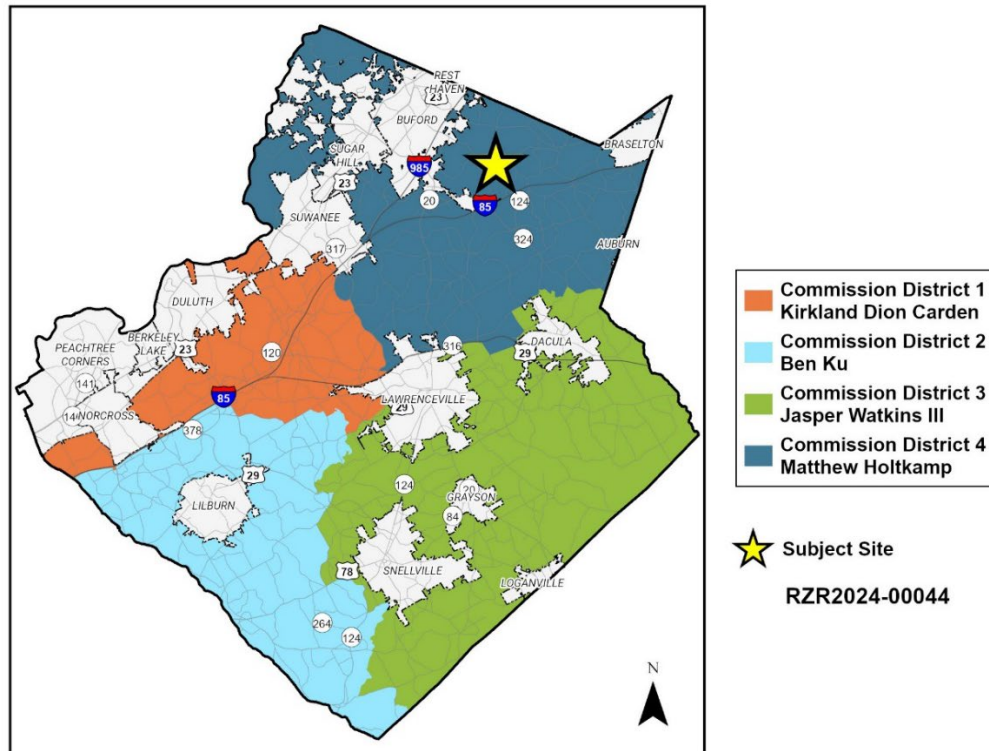 REST
HAVEN
23
BUFORD
BRASELTON
SUGAR
HILL
985
23
20
85
124
SUWANEE
324
AUBURN
317
DULUTH
DACULA
BERKELEY
LAKE
PEACHTREE
CORNERS
23
120
316
29
141
85
LAWRENCEVILLE
29
14
NORCROSS
378
29
LILBURN
124
20
GRAYSON
84
SNELLVILLE
78
LOGANVILLE
264
124
N
Commission District 1
Kirkland Dion Carden
Commission District 2
Ben Ku
Commission District 3
Jasper Watkins III
Commission District 4
Matthew Holtkamp
Subject Site
RZR2024-00044